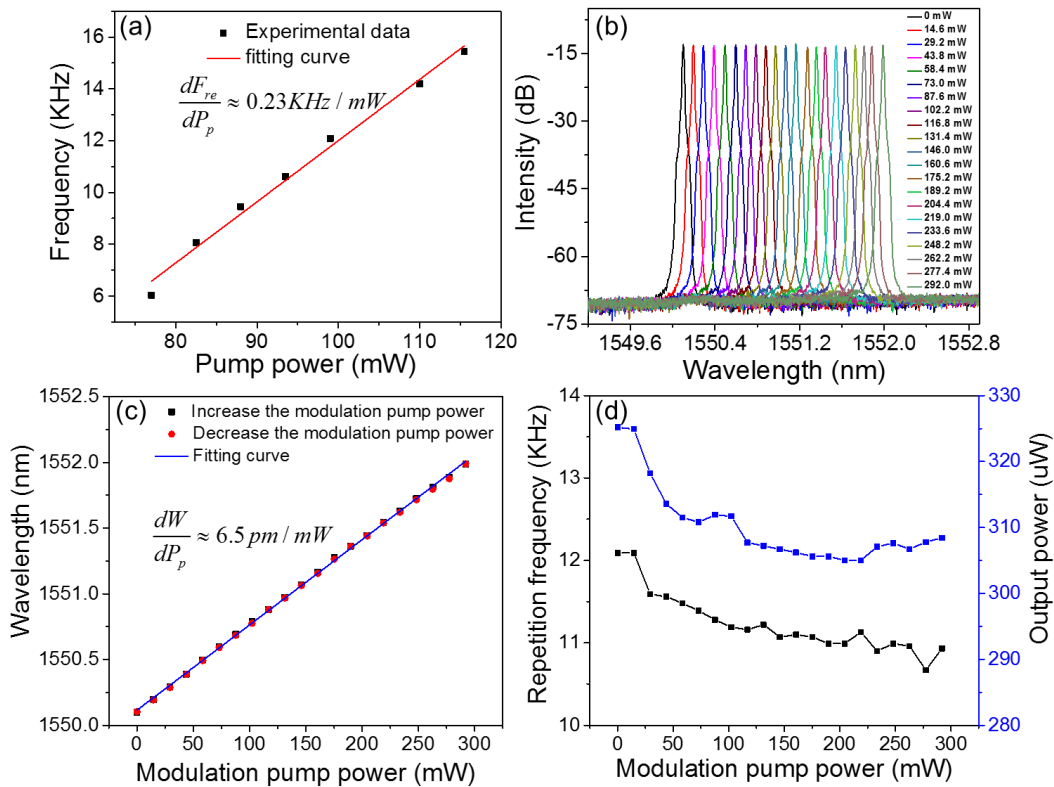 (a)
Experimental data
fitting curve
dF_re / dP_p ≈ 0.23 KHz / mW
Frequency (KHz)
16
14
12
10
8
6
80
90
100
110
Pump power (mW)
(b)
0 mW
14.6 mW
29.2 mW
43.8 mW
58.4 mW
73.0 mW
87.6 mW
102.2 mW
116.8 mW
131.4 mW
146.0 mW
160.6 mW
175.2 mW
189.2 mW
204.4 mW
219.0 mW
233.6 mW
248.2 mW
262.2 mW
277.4 mW
292.0 mW
Intensity (dB)
-15
-30
-45
-60
-75
1549.6
1550.4
1551.2
1552.0
1552.8
Wavelength (nm)
(c)
Increase the modulation pump power
Decrease the modulation pump power
Fitting curve
dW / dP_p ≈ 6.5 pm / mW
Wavelength (nm)
1552.5
1552.0
1551.5
1551.0
1550.5
1550.0
0
50
100
150
200
250
300
Modulation pump power (mW)
(d)
Repetition frequency (KHz)
14
13
12
11
10
330
320
310
300
290
280
Output power (uW)
0
50
100
150
200
250
300
Modulation pump power (mW)